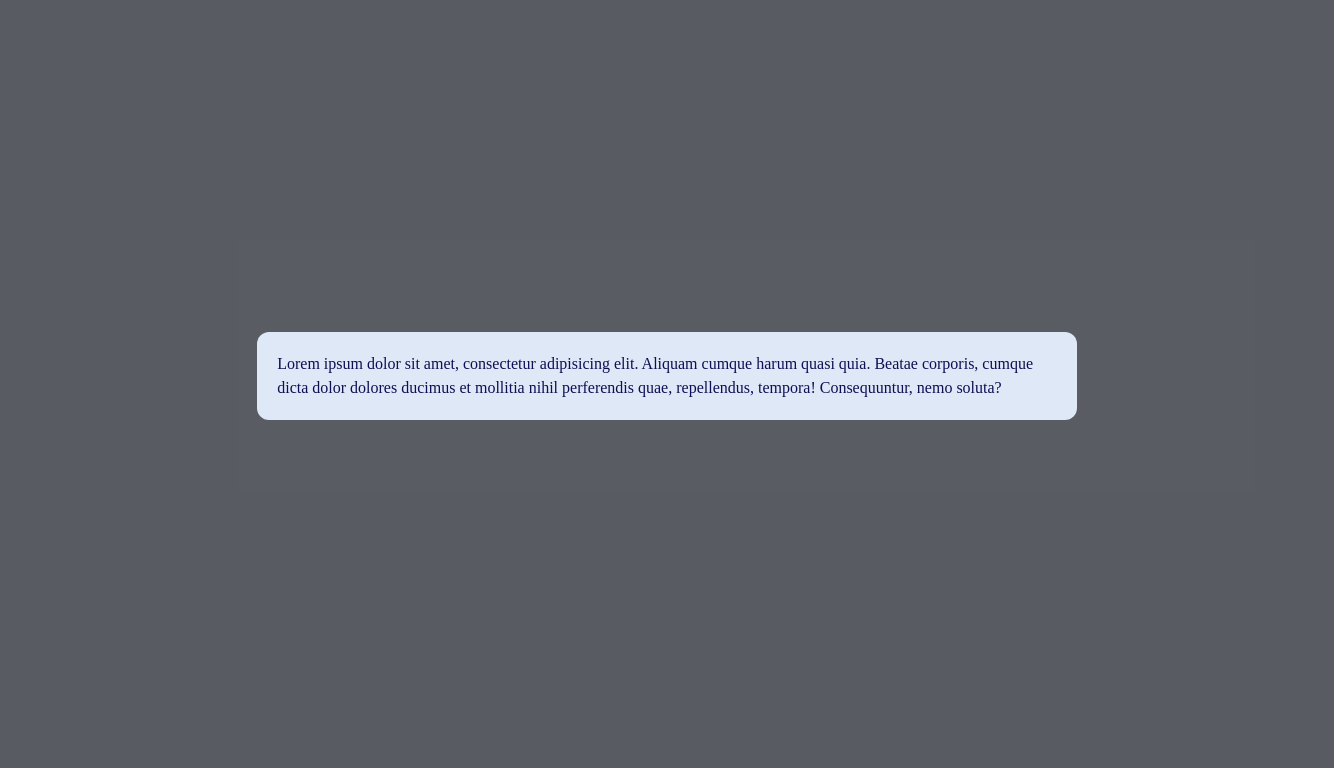 Lorem ipsum dolor sit amet, consectetur adipisicing elit. Aliquam cumque harum quasi quia. Beatae corporis, cumque
dicta dolor dolores ducimus et mollitia nihil perferendis quae, repellendus, tempora! Consequuntur, nemo soluta?